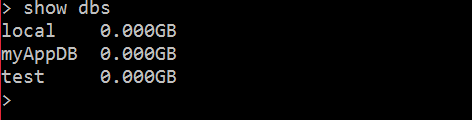 > show dbs
local    0.000GB
myAppDB  0.000GB
test     0.000GB
>